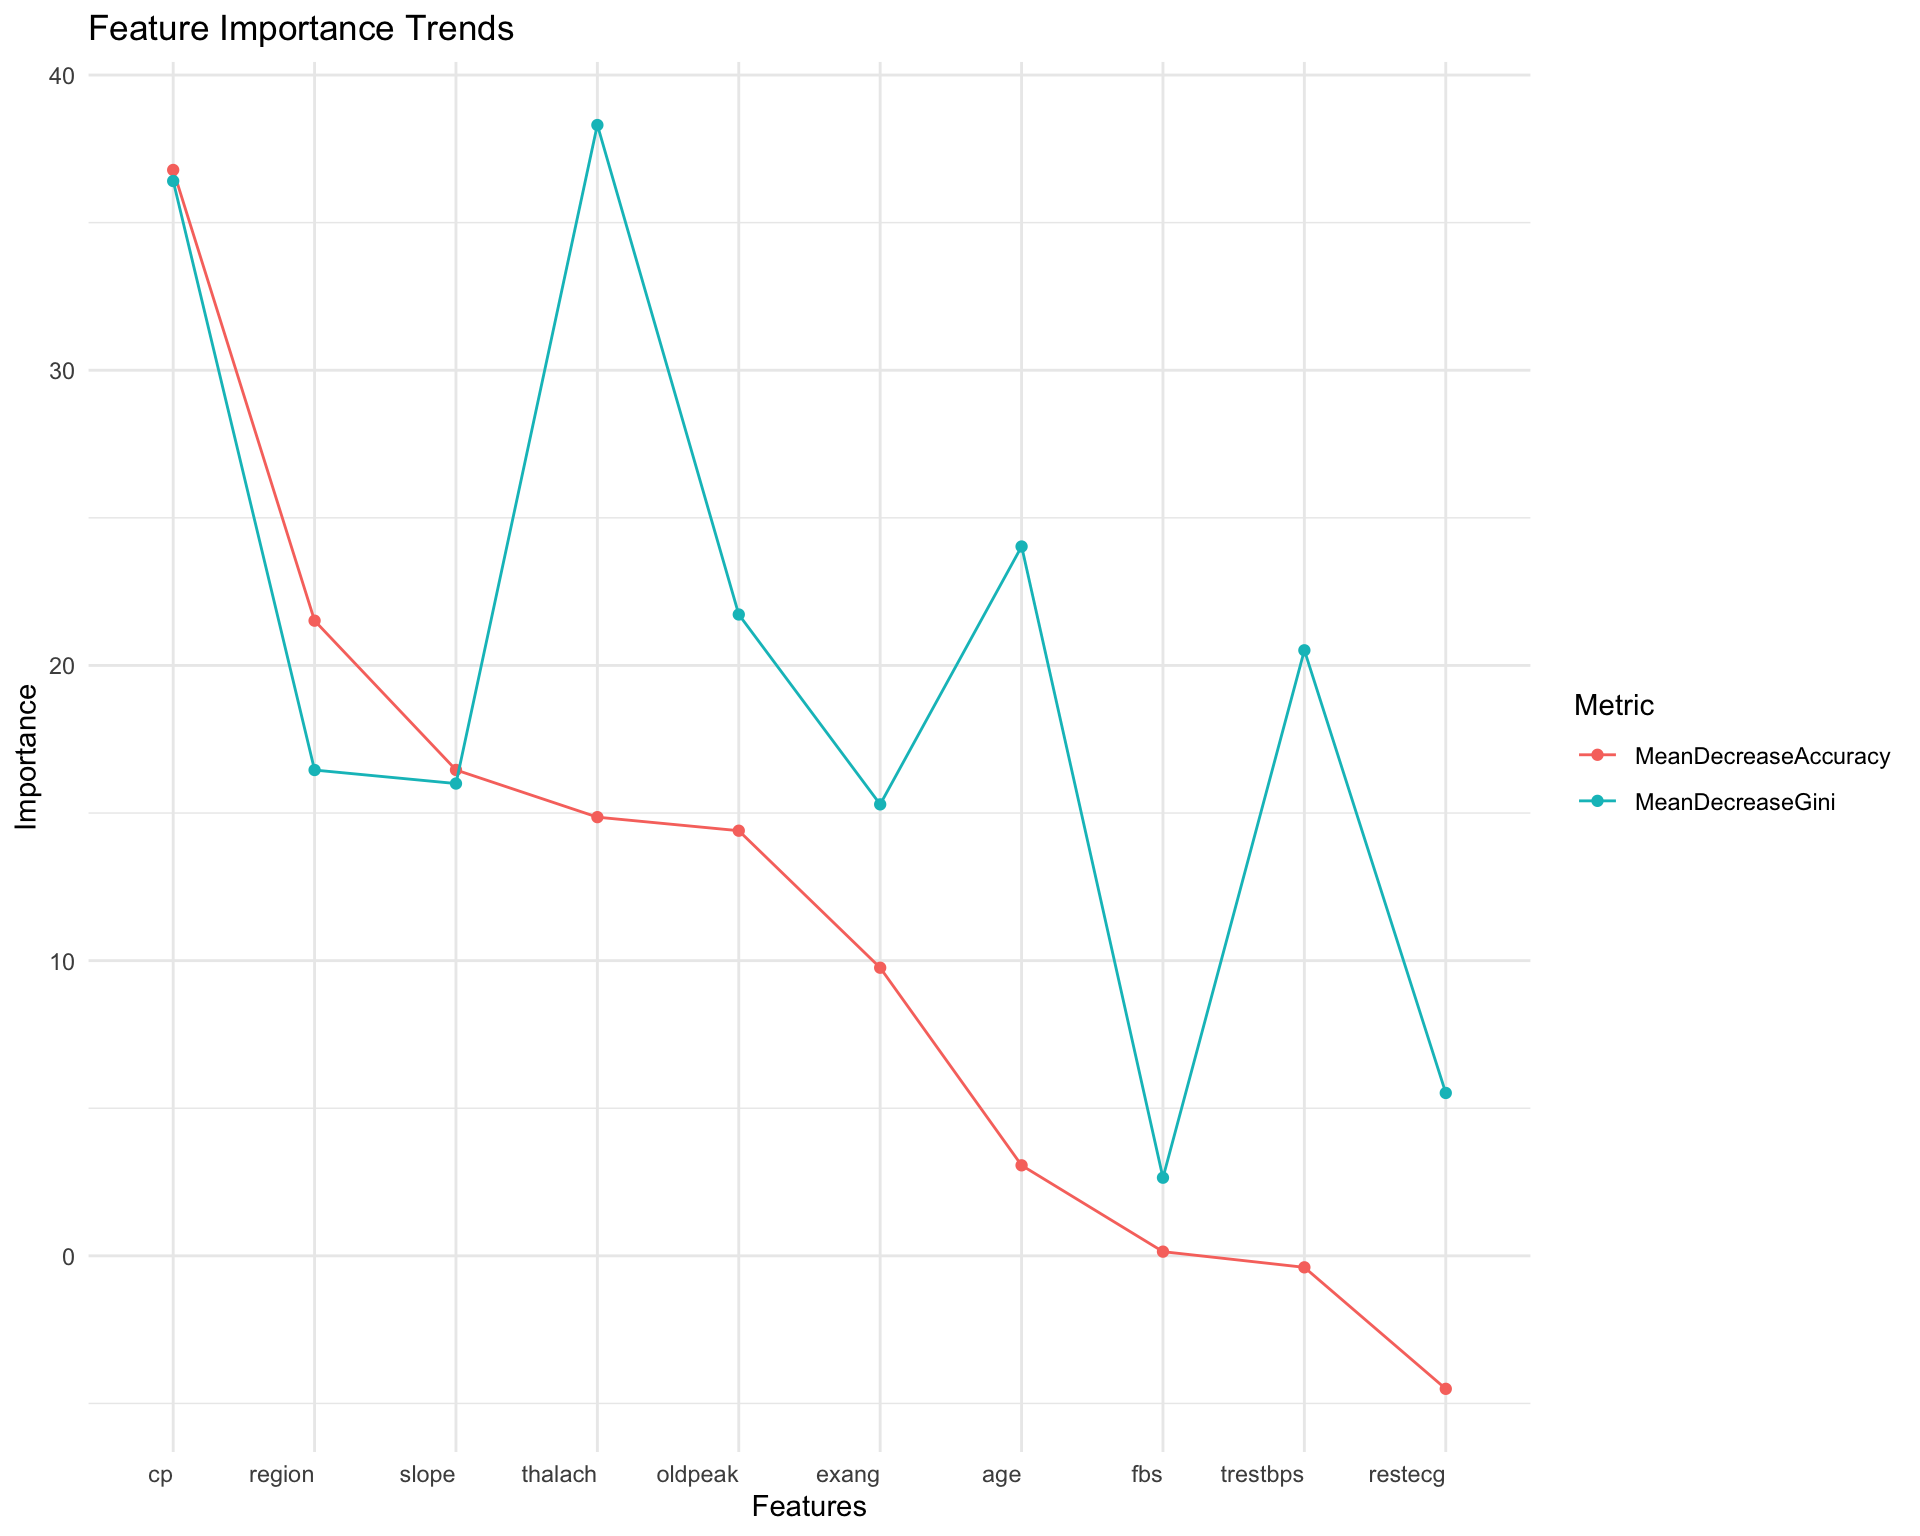 Feature Importance Trends
40
30
20
10
0
Importance
cp region slope thalach oldpeak exang age fbs trestbps restecg
Features
Metric
MeanDecreaseAccuracy
MeanDecreaseGini